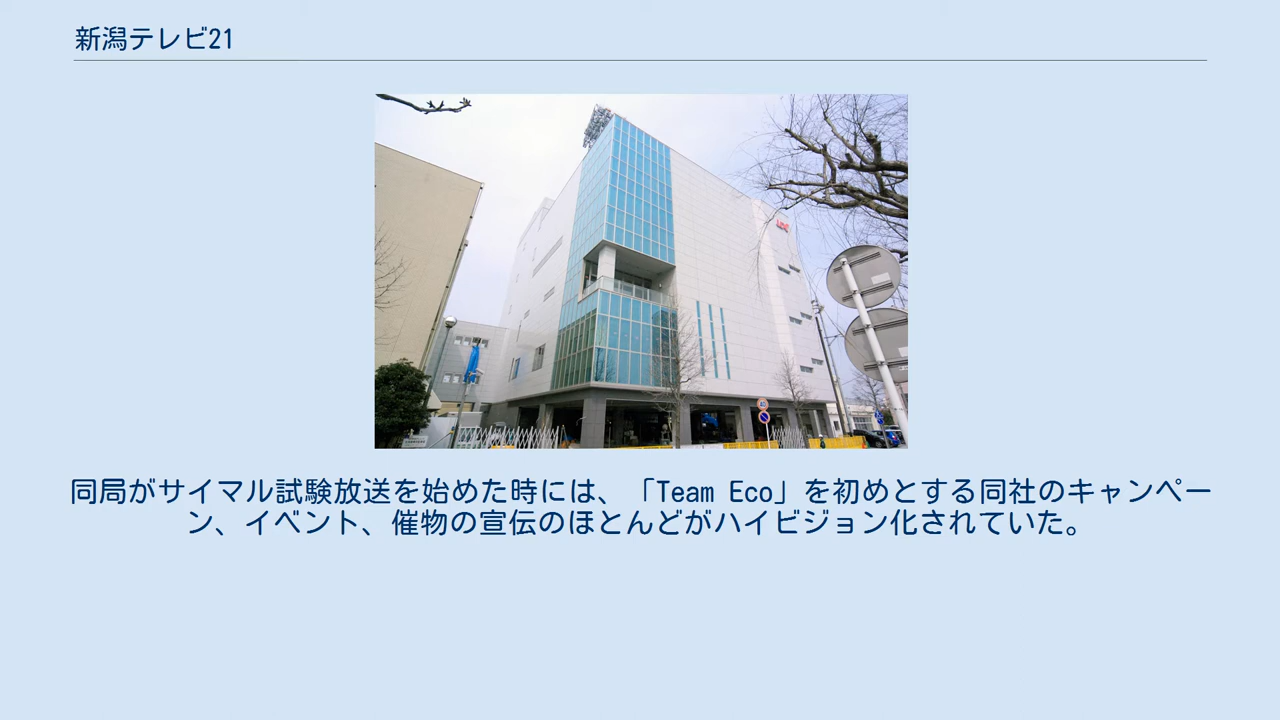 新潟テレビ21
同局がサイマル試験放送を始めた時には、「Team Eco」を初めとする同社のキャンペー
ン、イベント、催物の宣伝のほとんどがハイビジョン化されていた。